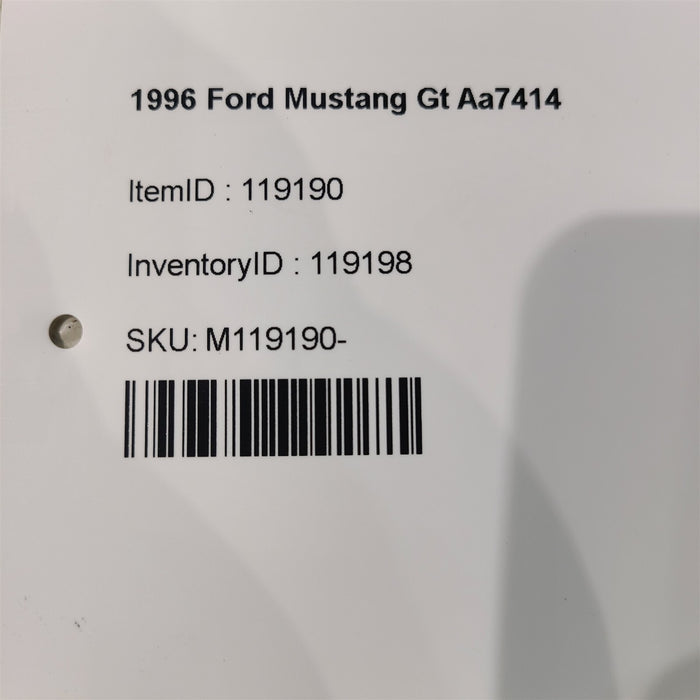 1996 Ford Mustang Gt Aa7414
ItemID : 119190
InventoryID : 119198
SKU: M119190-